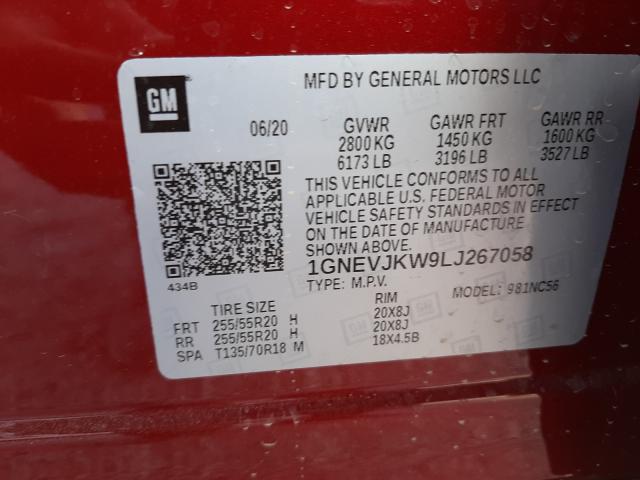 GM
MFD BY GENERAL MOTORS LLC
06/20 GVWR GAWR FRT GAWR RR
2800 KG 1450 KG 1600 KG
6173 LB 3196 LB 3527 LB
THIS VEHICLE CONFORMS TO ALL
APPLICABLE U.S. FEDERAL MOTOR
VEHICLE SAFETY STANDARDS IN EFFECT
ON THE DATE OF MANUFACTURE
SHOWN ABOVE.
1GNEVJKW9LJ267058
434B
TYPE: M.P.V. MODEL: 981NC56
TIRE SIZE RIM
FRT 255/55R20 H 20X8J
RR 255/55R20 H 20X8J
SPA T135/70R18 M 18X4.5B